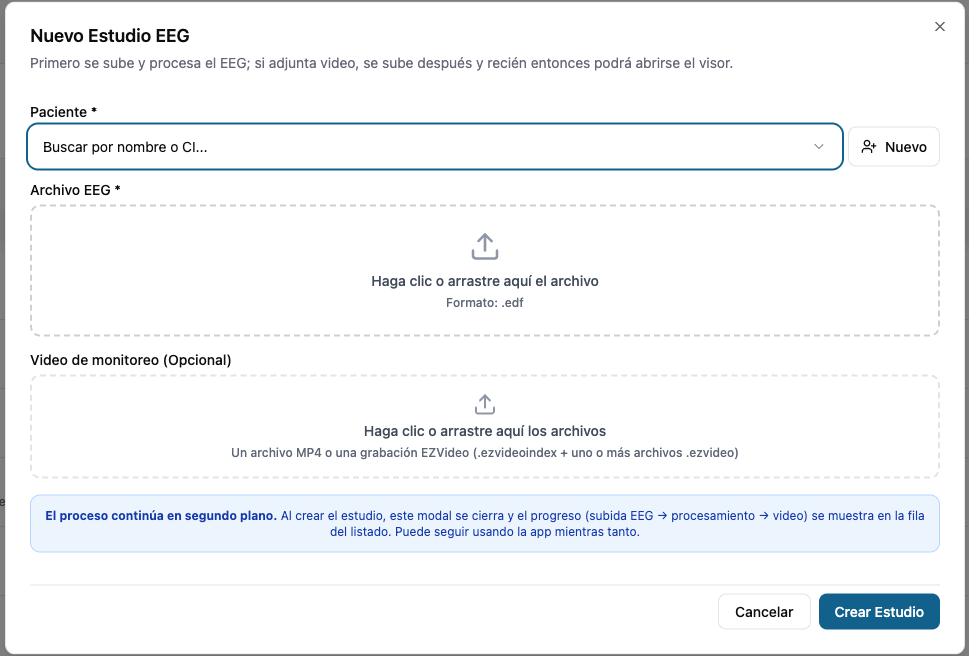 Nuevo Estudio EEG
Primero se sube y procesa el EEG; si adjunta video, se sube después y recién entonces podrá abrirse el visor.
Paciente *
Buscar por nombre o CI...
Nuevo
Archivo EEG *
Haga clic o arrastre aquí el archivo
Formato: .edf
Video de monitoreo (Opcional)
Haga clic o arrastre aquí los archivos
Un archivo MP4 o una grabación EZVideo (.ezvideoindex + uno o más archivos .ezvideo)
El proceso continúa en segundo plano. Al crear el estudio, este modal se cierra y el progreso (subida EEG → procesamiento → video) se muestra en la fila
del listado. Puede seguir usando la app mientras tanto.
Cancelar
Crear Estudio